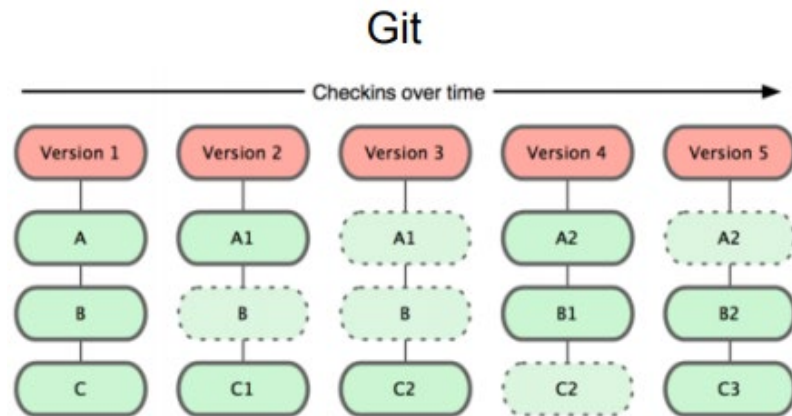 Git
Checkins over time
Version 1 Version 2 Version 3 Version 4 Version 5
A A1 A1 A2 A2
B B B B1 B2
C C1 C2 C2 C3